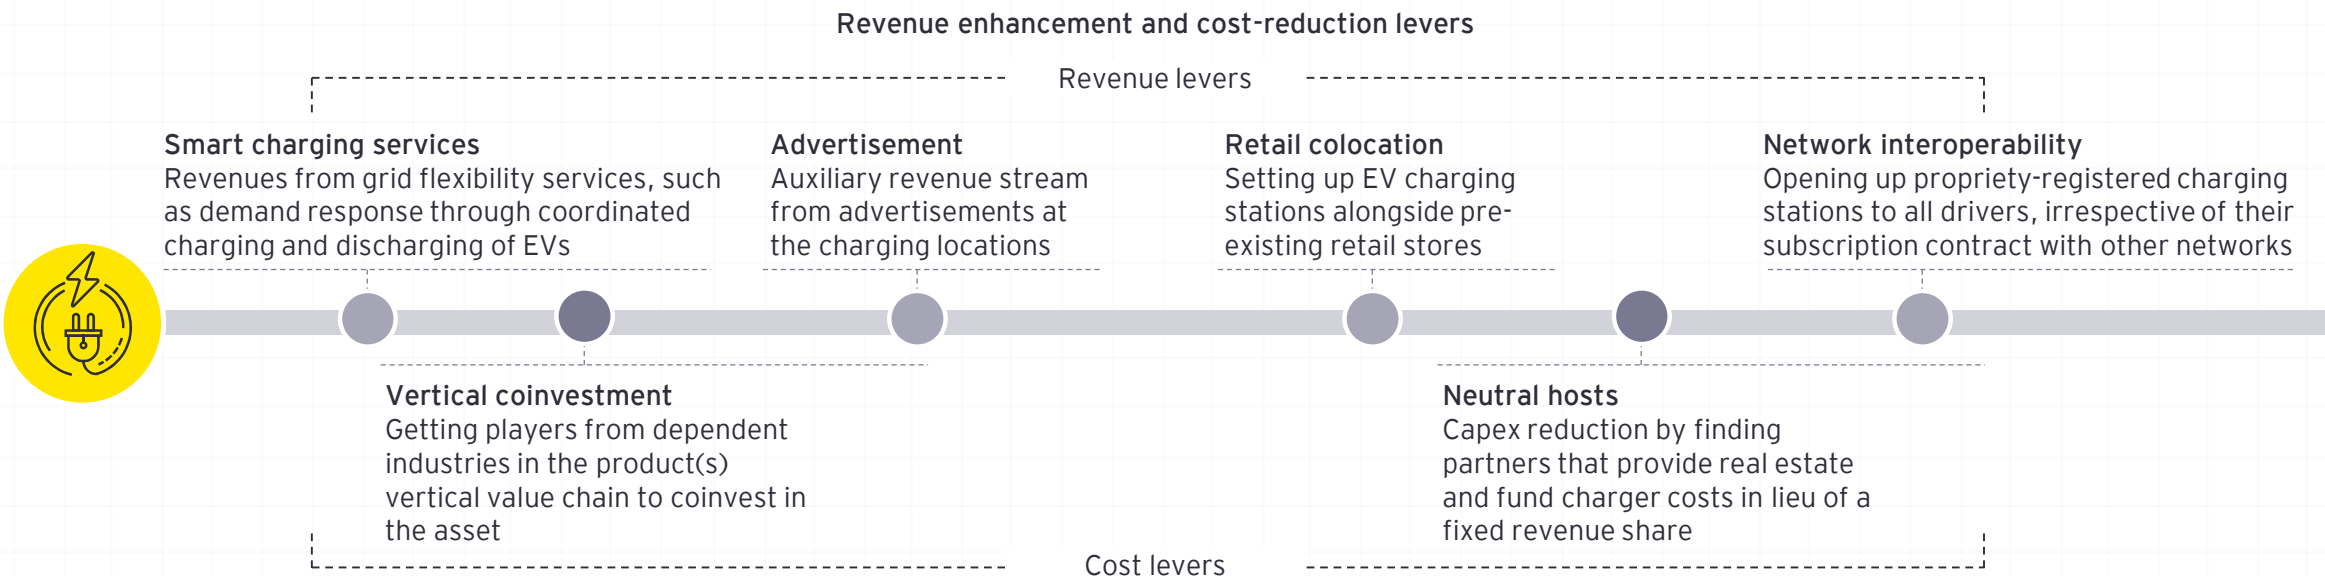 Revenue enhancement and cost-reduction levers
Revenue levers
Smart charging services
Revenues from grid flexibility services, such
as demand response through coordinated
charging and discharging of EVs
Advertisement
Auxiliary revenue stream
from advertisements at
the charging locations
Retail colocation
Setting up EV charging
stations alongside pre-
existing retail stores
Network interoperability
Opening up propriety-registered charging
stations to all drivers, irrespective of their
subscription contract with other networks
Vertical coinvestment
Getting players from dependent
industries in the product(s)
vertical value chain to coinvest in
the asset
Neutral hosts
Capex reduction by finding
partners that provide real estate
and fund charger costs in lieu of a
fixed revenue share
Cost levers